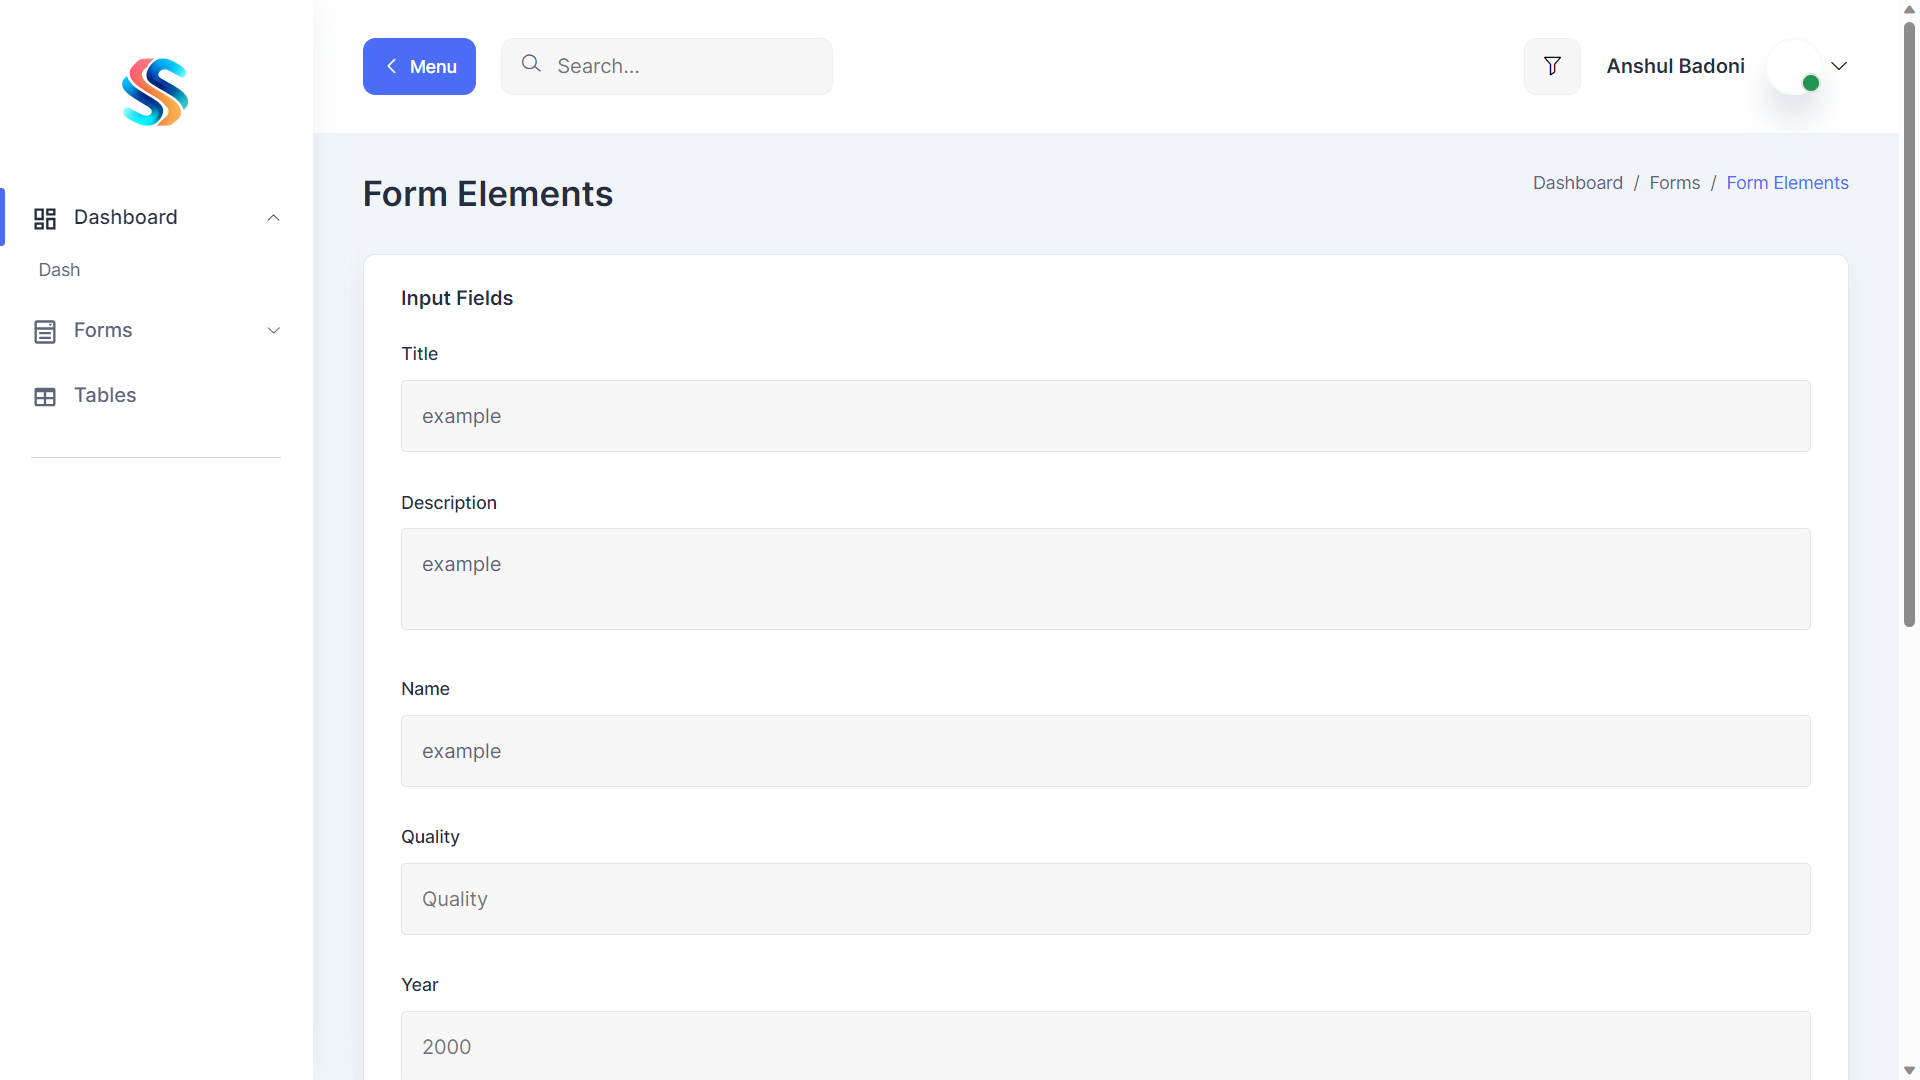 Menu
Search...
Anshul Badoni
Dashboard
Dash
Forms
Tables
Form Elements
Dashboard / Forms / Form Elements
Input Fields
Title
example
Description
example
Name
example
Quality
Quality
Year
2000